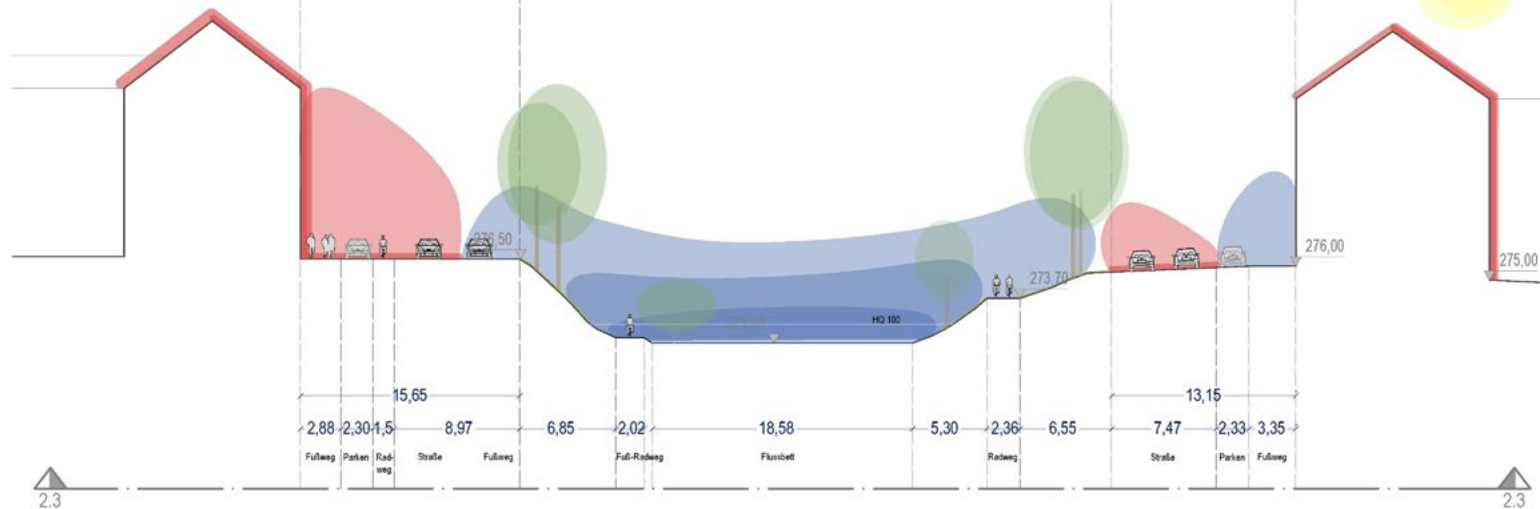 276,50
276,00
275,00
273,70
HQ 100
15,65
13,15
2,88 2,30 1,5 8,97 6,85 2,02 18,58 5,30 2,36 6,55 7,47 2,33 3,35
Fußweg Parken Rad- Straße Fußweg Fuß-Radweg Flussbett Radweg Straße Parken Fußweg
weg
2.3 2.3